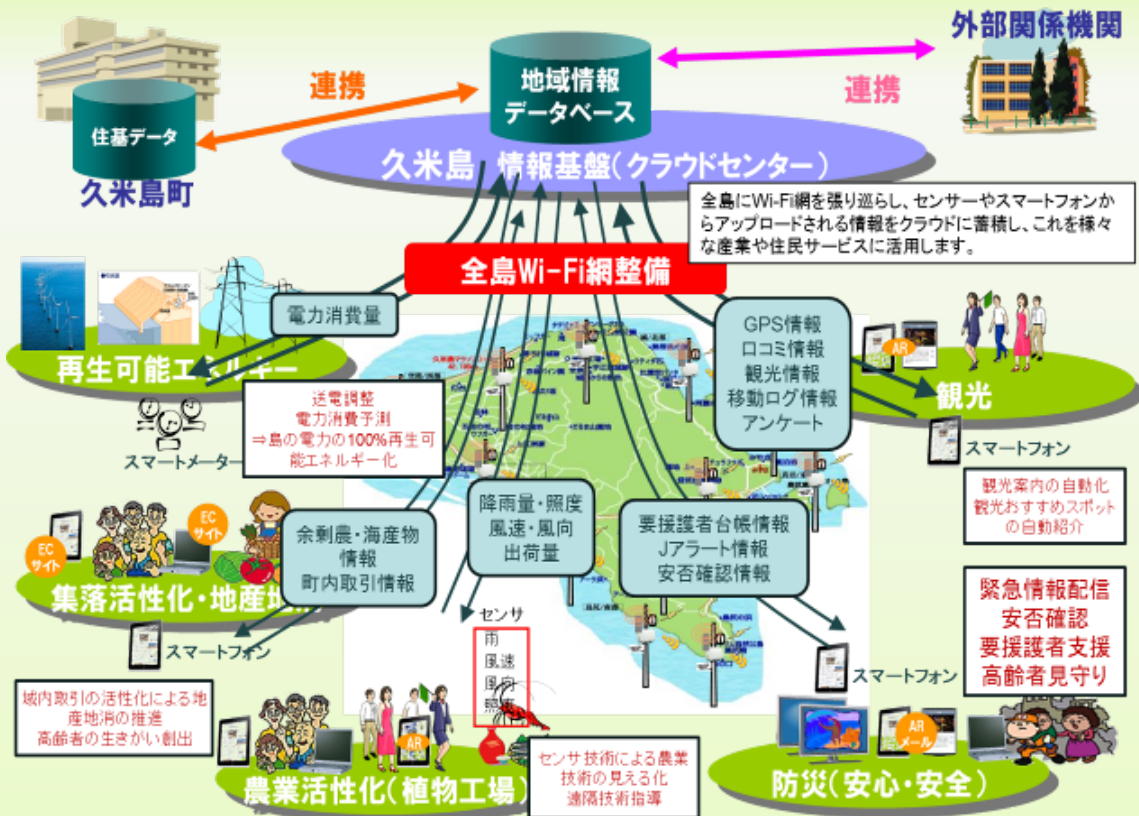 外部関係機関
地域情報
データベース
連携
連携
住基データ
久米島町
久米島 情報基盤(クラウドセンター)
全島にWi-Fi網を張り巡らし、センサーやスマートフォンか
らアップロードされる情報をクラウドに蓄積し、これを様々
な産業や住民サービスに活用します。
全島Wi-Fi網整備
電力消費量
再生可能エネルギー
送電調整
電力消費予測
⇒島の電力の100%再生可
能エネルギー化
スマートメーター
GPS情報
口コミ情報
観光情報
移動ログ情報
アンケート
AR
観光
スマートフォン
観光案内の自動化
観光おすすめスポット
の自動紹介
EC
サイト
EC
サイト
余剰農・海産物
情報
町内取引情報
集落活性化・地産地
スマートフォン
域内取引の活性化による地
産地消の推進
高齢者の生きがい創出
降雨量・照度
風速・風向
出荷量
センサ
雨
風速
風向
要援護者台帳情報
Jアラート情報
安否確認情報
緊急情報配信
安否確認
要援護者支援
高齢者見守り
スマートフォン
AR
メール
防災(安心・安全)
AR
農業活性化(植物工場)
センサ技術による農業
技術の見える化
遠隔技術指導